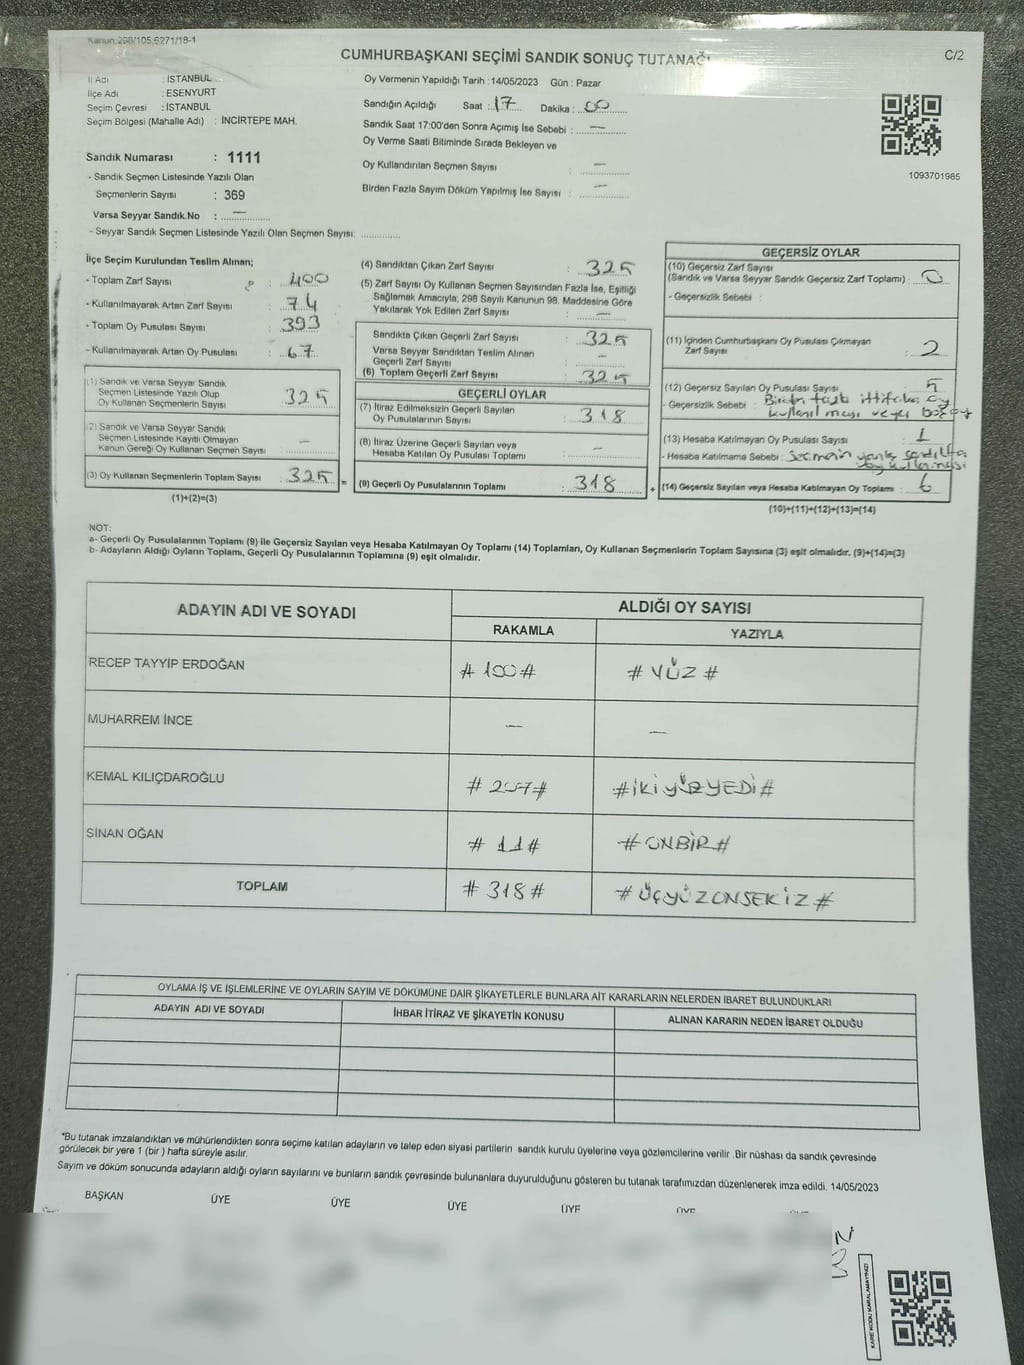 Kanun:298/105,6271/18-1
CUMHURBAŞKANI SEÇİMİ SANDIK SONUÇ TUTANAĞI
C/2
İl Adı : İSTANBUL
İlçe Adı : ESENYURT
Seçim Çevresi : İSTANBUL
Seçim Bölgesi (Mahalle Adı) : İNCİRTEPE MAH.
Sandık Numarası : 1111
- Sandık Seçmen Listesinde Yazılı Olan
Seçmenlerin Sayısı : 369
Varsa Seyyar Sandık.No : —
- Seyyar Sandık Seçmen Listesinde Yazılı Olen Seçmen Sayısı: ..............
Oy Vermenin Yapıldığı Tarih : 14/05/2023 Gün : Pazar
Sandığın Açıldığı Saat : 17 Dakika : 00
Sandık Saat 17:00'den Sonra Açımış İse Sebebi : —
Oy Verme Saati Bitiminde Sırada Bekleyen ve
Oy Kullandırılan Seçmen Sayısı : —
Birden Fazla Sayım Döküm Yapılmış İse Sayısı : —
1093701985
İlçe Seçim Kurulundan Teslim Alınan;
- Toplam Zarf Sayısı : 400
- Kullanılmayarak Artan Zarf Sayısı : 74
- Toplam Oy Pusulası Sayısı : 393
- Kullanılmayarak Artan Oy Pusulası : 67
(1) Sandık ve Varsa Seyyar Sandık
Seçmen Listesinde Yazılı Olup
Oy Kullanan Seçmenlerin Sayısı : 325
(2) Sandık ve Varsa Seyyar Sandık
Seçmen Listesinde Kayıtlı Olmayan
Kanun Gereği Oy Kullanan Seçmen Sayısı : —
(3) Oy Kullanan Seçmenlerin Toplam Sayısı : 325 =
(1)+(2)=(3)
(4) Sandıktan Çıkan Zarf Sayısı : 325
(5) Zarf Sayısı Oy Kullanan Seçmen Sayısından Fazla İse, Eşitliği
Sağlamak Amacıyla; 298 Sayılı Kanunun 98. Maddesine Göre
Yakılarak Yok Edilen Zarf Sayısı : —
Sandıkta Çıkan Geçerli Zarf Sayısı : 325
Varsa Seyyar Sandıktan Teslim Alınan
Geçerli Zarf Sayısı : —
(6) Toplam Geçerli Zarf Sayısı : 325
GEÇERLİ OYLAR
(7) İtiraz Edilmeksizin Geçerli Sayılan
Oy Pusulalarının Sayısı : 318
(8) İtiraz Üzerine Geçerli Sayılan veya
Hesaba Katılan Oy Pusulası Toplamı : —
(9) Geçerli Oy Pusulalarının Toplamı : 318 +
GEÇERSİZ OYLAR
(10) Geçersiz Zarf Sayısı
(Sandık ve Varsa Seyyar Sandık Geçersiz Zarf Toplamı) : 0
- Geçersizlik Sebebi :
(11) İçinden Cumhurbaşkanı Oy Pusulası Çıkmayan
Zarf Sayısı : 2
(12) Geçersiz Sayılan Oy Pusulası Sayısı : 5
- Geçersizlik Sebebi : Birden fazla ittifaka oy
kullanılması veya boş oy
(13) Hesaba Katılmayan Oy Pusulası Sayısı : 1
- Hesaba Katılmama Sebebi : Seçmenin yanlış sandıkta
oy kullanması
(14) Geçersiz Sayılan veya Hesaba Katılmayan Oy Toplamı : 6
(10)+(11)+(12)+(13)=(14)
NOT:
a- Geçerli Oy Pusulalarının Toplamı (9) ile Geçersiz Sayılan veya Hesaba Katılmayan Oy Toplamı (14) Toplamları, Oy Kullanan Seçmenlerin Toplam Sayısına (3) eşit olmalıdır. (9)+(14)=(3)
b- Adayların Aldığı Oyların Toplamı, Geçerli Oy Pusulalarının Toplamına (9) eşit olmalıdır.
ADAYIN ADI VE SOYADI
ALDIĞI OY SAYISI
RAKAMLA YAZIYLA
RECEP TAYYİP ERDOĞAN # 100 # # YÜZ #
MUHARREM İNCE — —
KEMAL KILIÇDAROĞLU # 207 # # İKİYÜZYEDİ #
SİNAN OĞAN # 11 # # ONBİR #
TOPLAM # 318 # # ÜÇYÜZONSEKİZ #
OYLAMA İŞ VE İŞLEMLERİNE VE OYLARIN SAYIM VE DÖKÜMÜNE DAİR ŞİKAYETLERLE BUNLARA AİT KARARLARIN NELERDEN İBARET BULUNDUKLARI
ADAYIN ADI VE SOYADI İHBAR İTİRAZ VE ŞİKAYETİN KONUSU ALINAN KARARIN NEDEN İBARET OLDUĞU
*Bu tutanak imzalandıktan ve mühürlendikten sonra seçime katılan adayların ve talep eden siyasi partilerin sandık kurulu üyelerine veya gözlemcilerine verilir .Bir nüshası da sandık çevresinde
görülecek bir yere 1 (bir ) hafta süreyle asılır.
Sayım ve döküm sonucunda adayların aldığı oyların sayılarını ve bunların sandık çevresinde bulunanlara duyurulduğunu gösteren bu tutanak tarafımızdan düzenlenerek imza edildi. 14/05/2023
BAŞKAN ÜYE ÜYE ÜYE ÜYE ÜYE ÜYE
KARE KODU KARALAMAYINIZ!